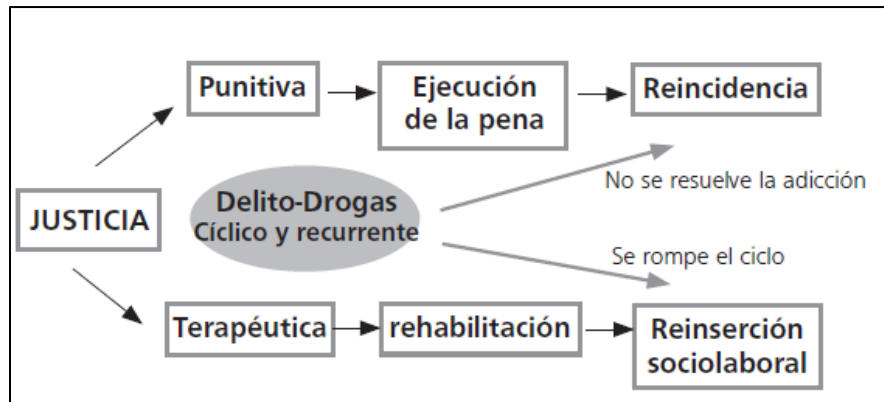 Punitiva
Ejecución
de la pena
Reincidencia
No se resuelve la adicción
JUSTICIA
Delito-Drogas
Cíclico y recurrente
Se rompe el ciclo
Terapéutica
rehabilitación
Reinserción
sociolaboral